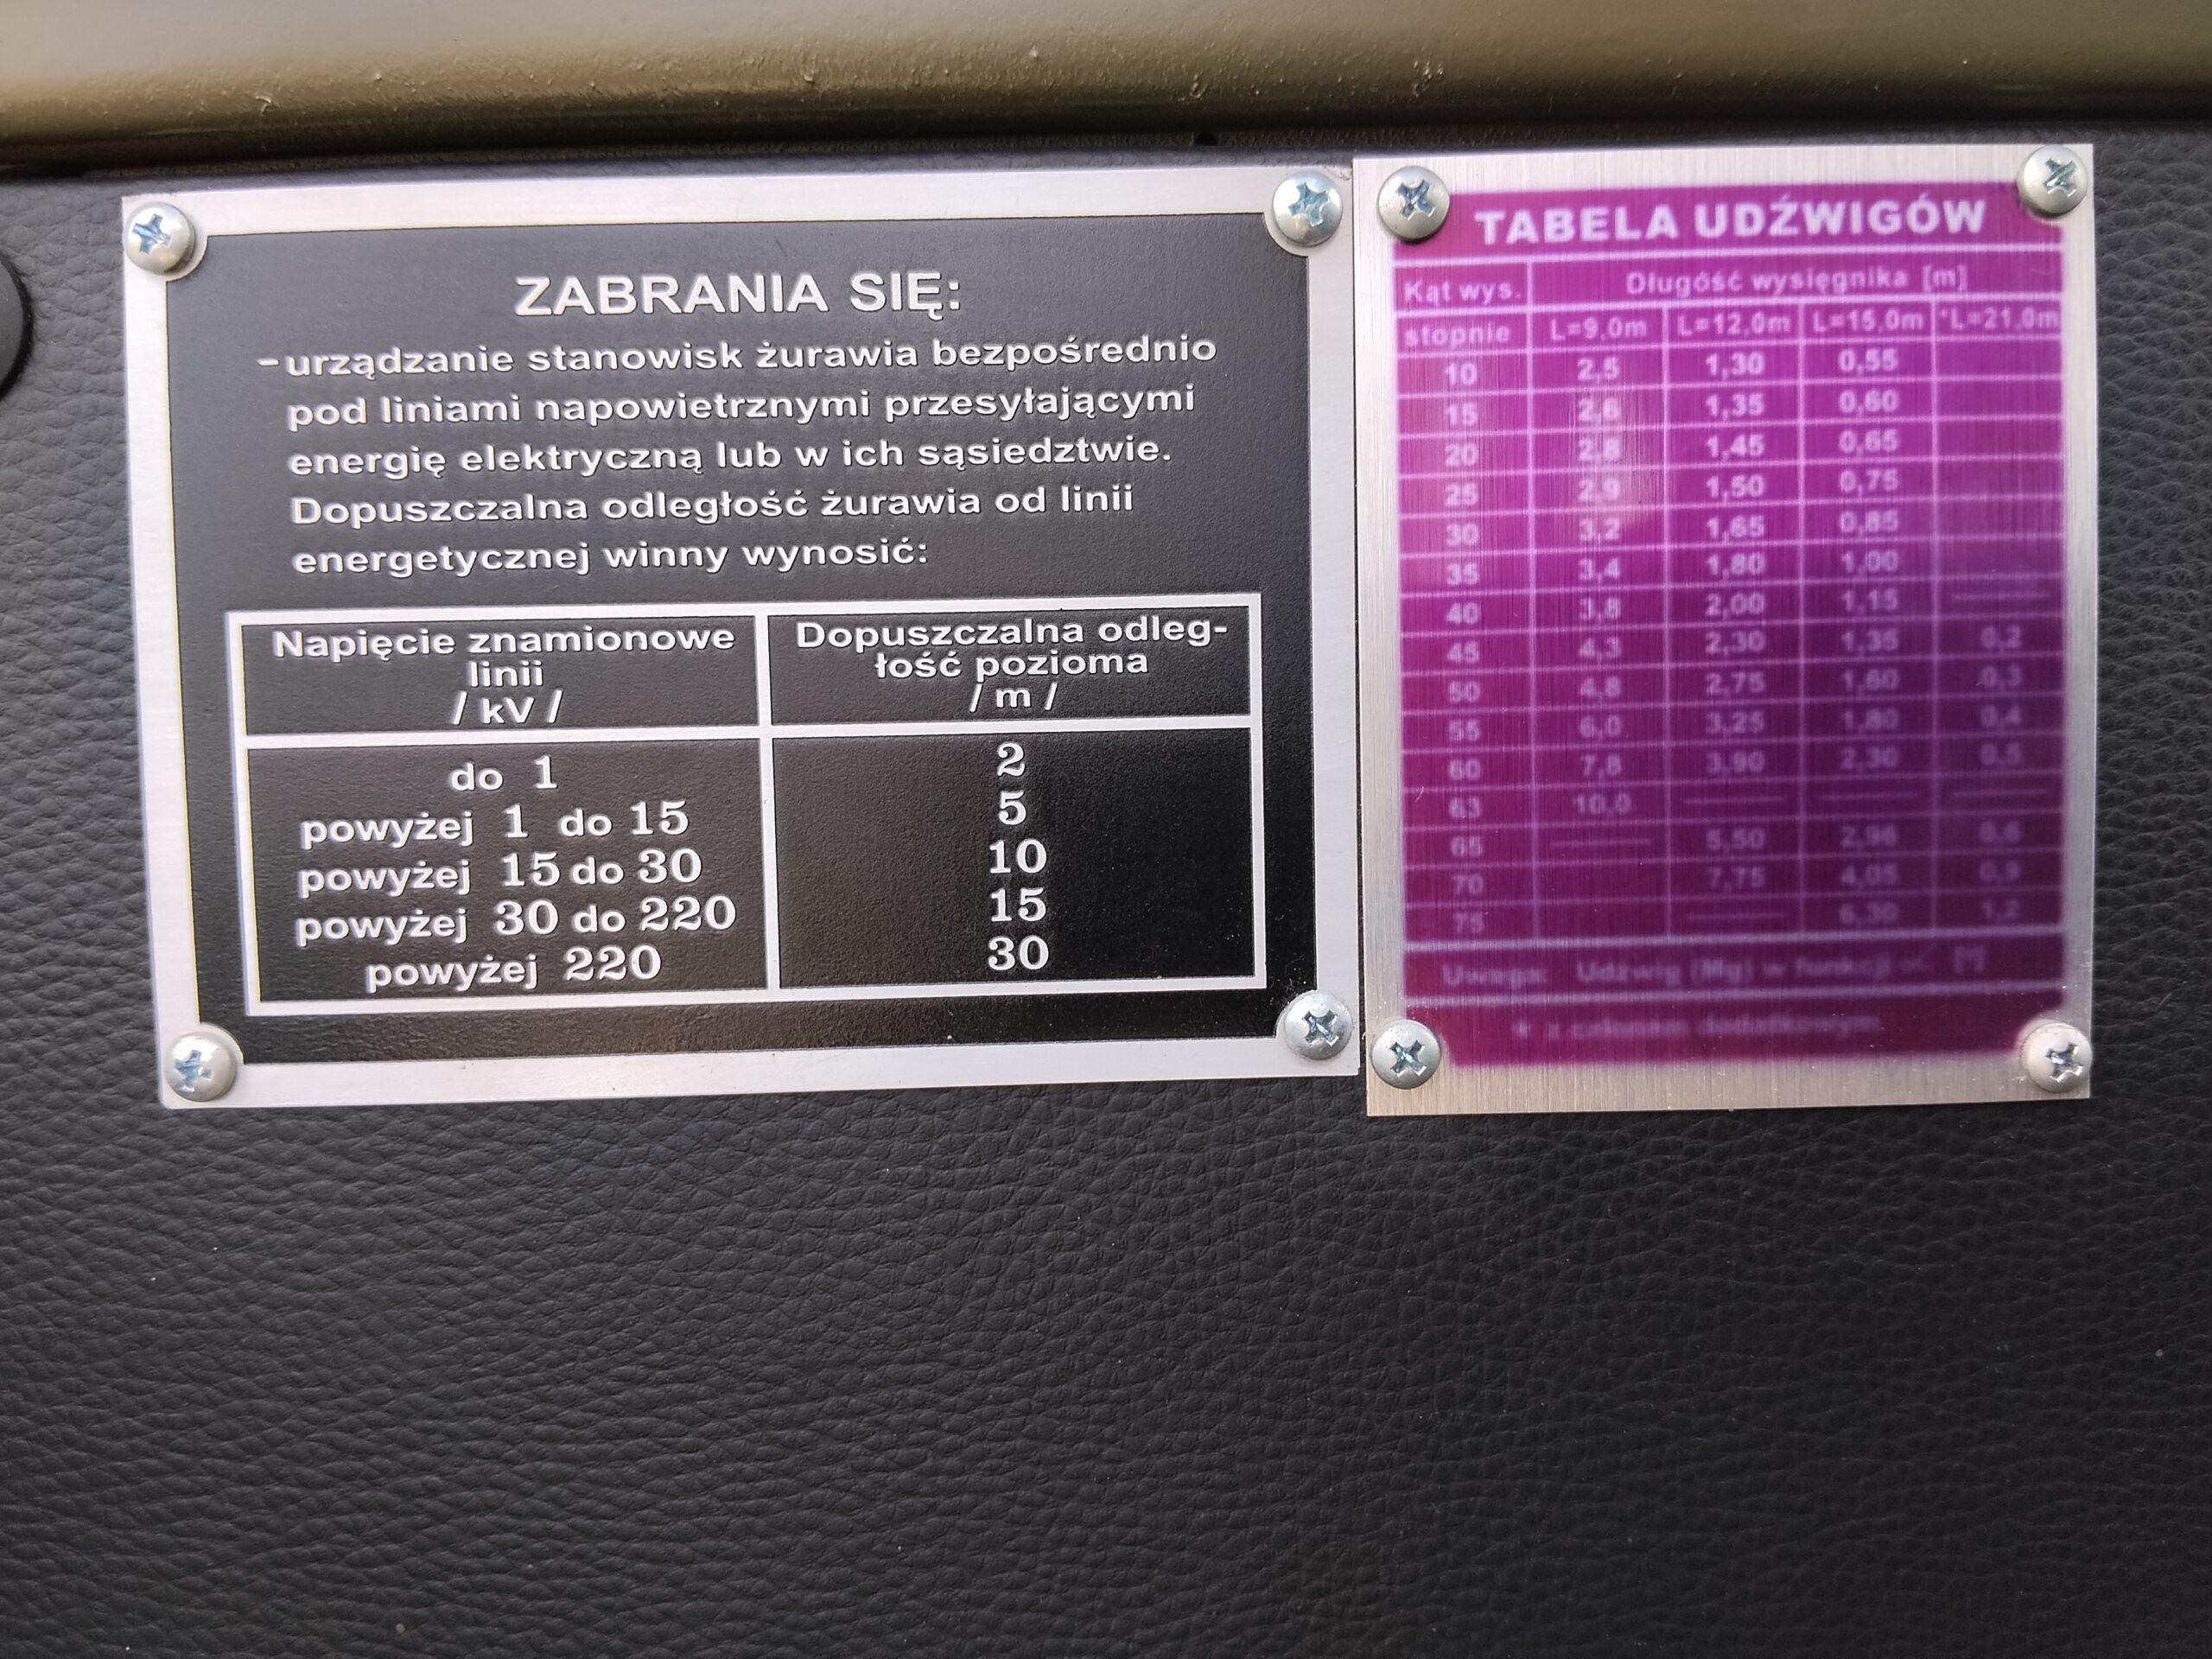 ZABRANIA SIĘ:
-urządzanie stanowisk żurawia bezpośrednio
pod liniami napowietrznymi przesyłającymi
energię elektryczną lub w ich sąsiedztwie.
Dopuszczalna odległość żurawia od linii
energetycznej winny wynosić:
Napięcie znamionowe
linii
/ kV /
Dopuszczalna odleg-
łość pozioma
/ m /
do 1 2
powyżej 1 do 15 5
powyżej 15 do 30 10
powyżej 30 do 220 15
powyżej 220 30
TABELA UDŹWIGÓW
Kąt wys. Długość wysięgnika [m]
stopnie L=9,0m L=12,0m L=15,0m *L=21,0m
10 2,5 1,30 0,55
15 2,6 1,35 0,60
20 2,8 1,45 0,65
25 2,9 1,50 0,75
30 3,2 1,65 0,85
35 3,4 1,80 1,00
40 3,8 2,00 1,15
45 4,3 2,30 1,35 0,2
50 4,8 2,75 1,60 0,3
55 6,0 3,25 1,80 0,4
60 7,8 3,90 2,30 0,5
63 10,0
65 5,50 2,96 0,6
70 7,75 4,05 0,9
75 6,30 1,2
Uwaga: Udźwig (Mg) w funkcji
* z członem dodatkowym